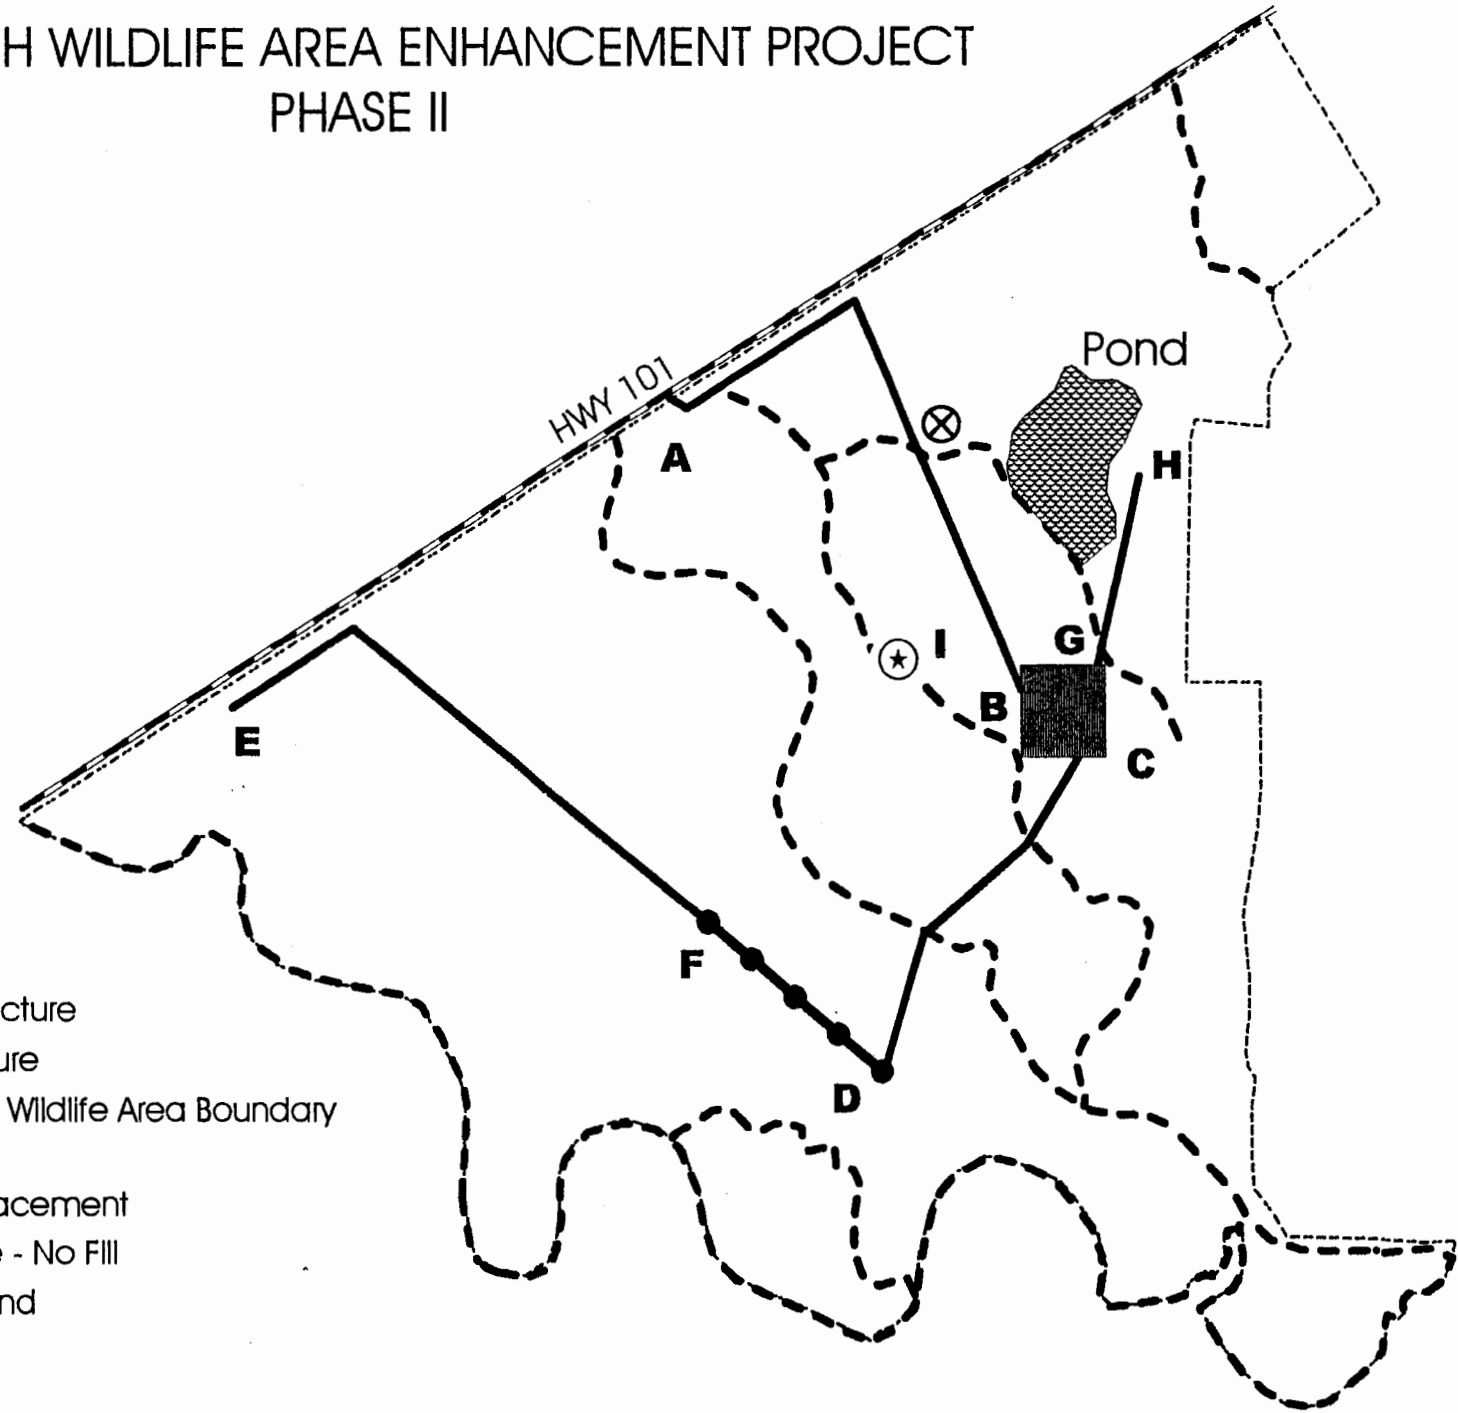 H WILDLIFE AREA ENHANCEMENT PROJECT
PHASE II
HWY 101
Pond
A
H
I
G
B
C
E
F
D
cture
ure
Wildlife Area Boundary
acement
e - No Fill
nd